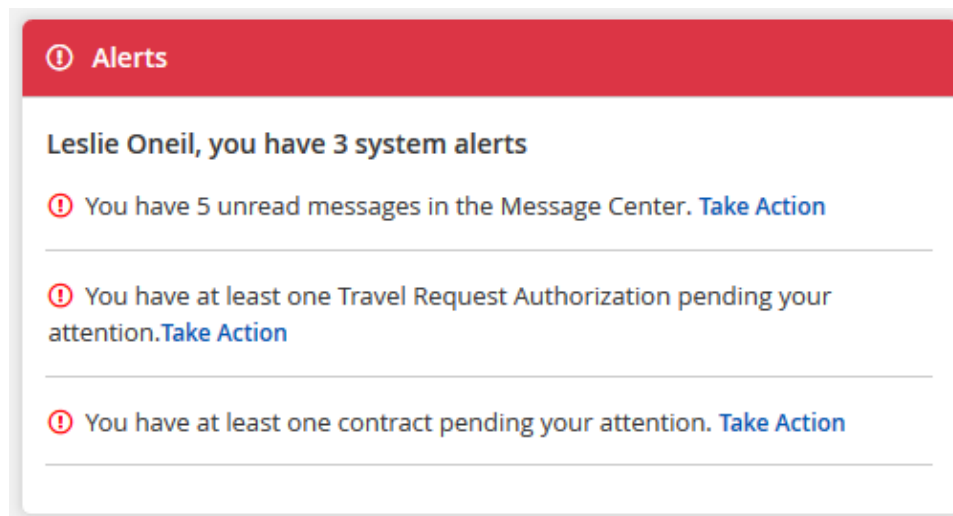 Alerts
Leslie Oneil, you have 3 system alerts
You have 5 unread messages in the Message Center. Take Action
You have at least one Travel Request Authorization pending your
attention.Take Action
You have at least one contract pending your attention. Take Action